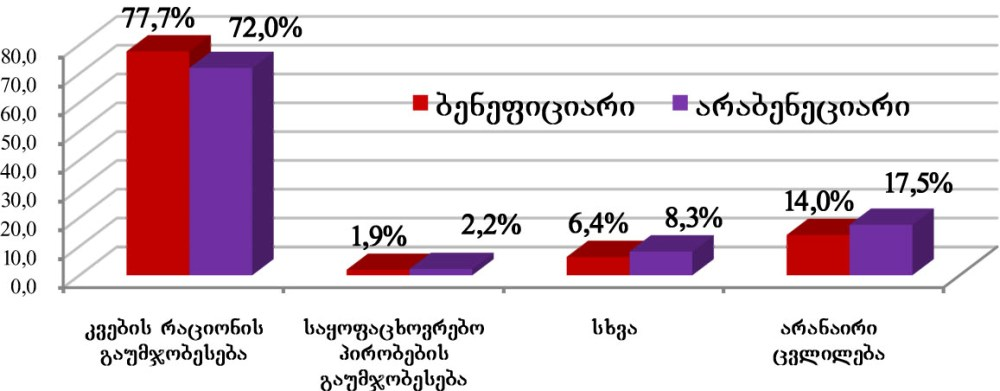 77,7%
72,0%
80,0
70,0
60,0
50,0
40,0
30,0
20,0
10,0
0,0
ბენეფიციარი
არაბენეციარი
1,9%
2,2%
6,4%
8,3%
14,0%
17,5%
კვების რაციონის
გაუმჯობესება
საყოფაცხოვრებო
პირობების
გაუმჯობესება
სხვა
არანაირი
ცვლილება